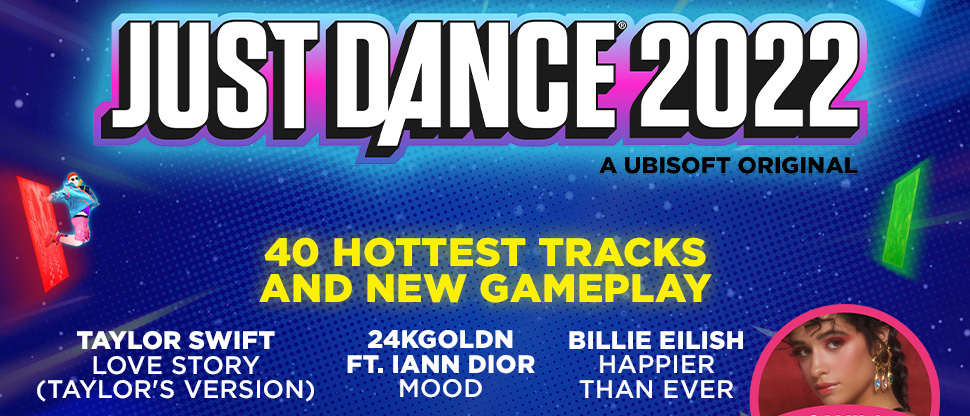 JUST DANCE® 2022
A UBISOFT ORIGINAL
40 HOTTEST TRACKS
AND NEW GAMEPLAY
TAYLOR SWIFT
LOVE STORY
(TAYLOR'S VERSION)
24KGOLDN
FT. IANN DIOR
MOOD
BILLIE EILISH
HAPPIER
THAN EVER